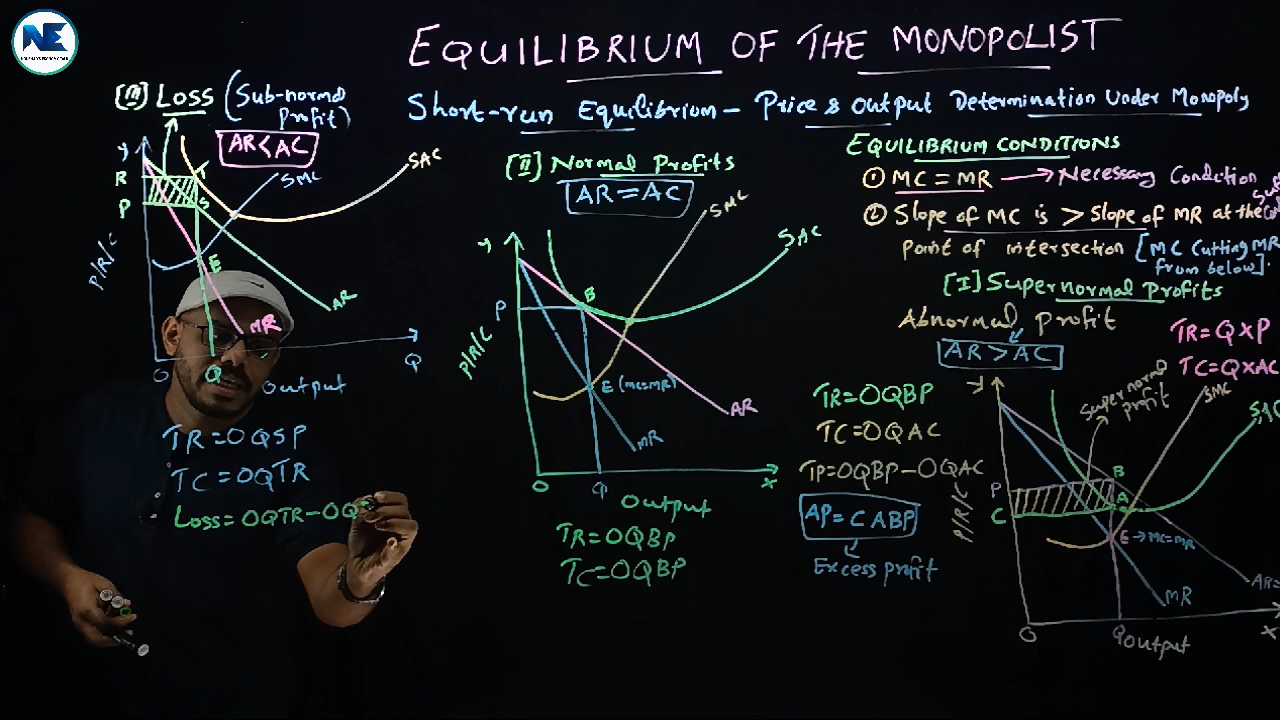 NE
EQUILIBRIUM OF THE MONOPOLIST
Short-run Equilibrium – Price & output Determination Under Monopoly
[III] Loss (Sub-normal
profit)
AR<AC
y
R
T
P
S
E
P/R/C
SAC
SMC
AR
MR
O
Q
Output
Q
TR=OQSP
TC=OQTR
Loss=OQTR-OQ
[II] Normal Profits
AR=AC
y
P
B
P/R/C
SMC
SAC
E (MC=MR)
AR
MR
O
Q
Output
X
TR=OQBP
TC=OQBP
EQUILIBRIUM CONDITIONS
① MC=MR → Necessary Condition
② Slope of MC is > Slope of MR at the
Point of intersection [MC Cutting MR
from below].
[I] Supernormal Profits
Abnormal profit
AR>AC
TR=Q×P
TC=Q×AC
TR=OQBP
TC=OQAC
TP=OQBP-OQAC
AP=CABP
Excess profit
y
Supernormal
profit
SMC
SAC
P
B
C
A
P/R/C
E→MC=MR
AR=
MR
O
Q
Output
X